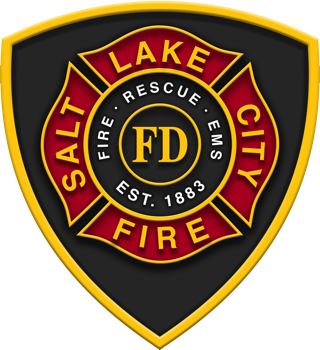 SALT LAKE CITY
FIRE
FIRE · RESCUE · EMS
EST. 1883
FD